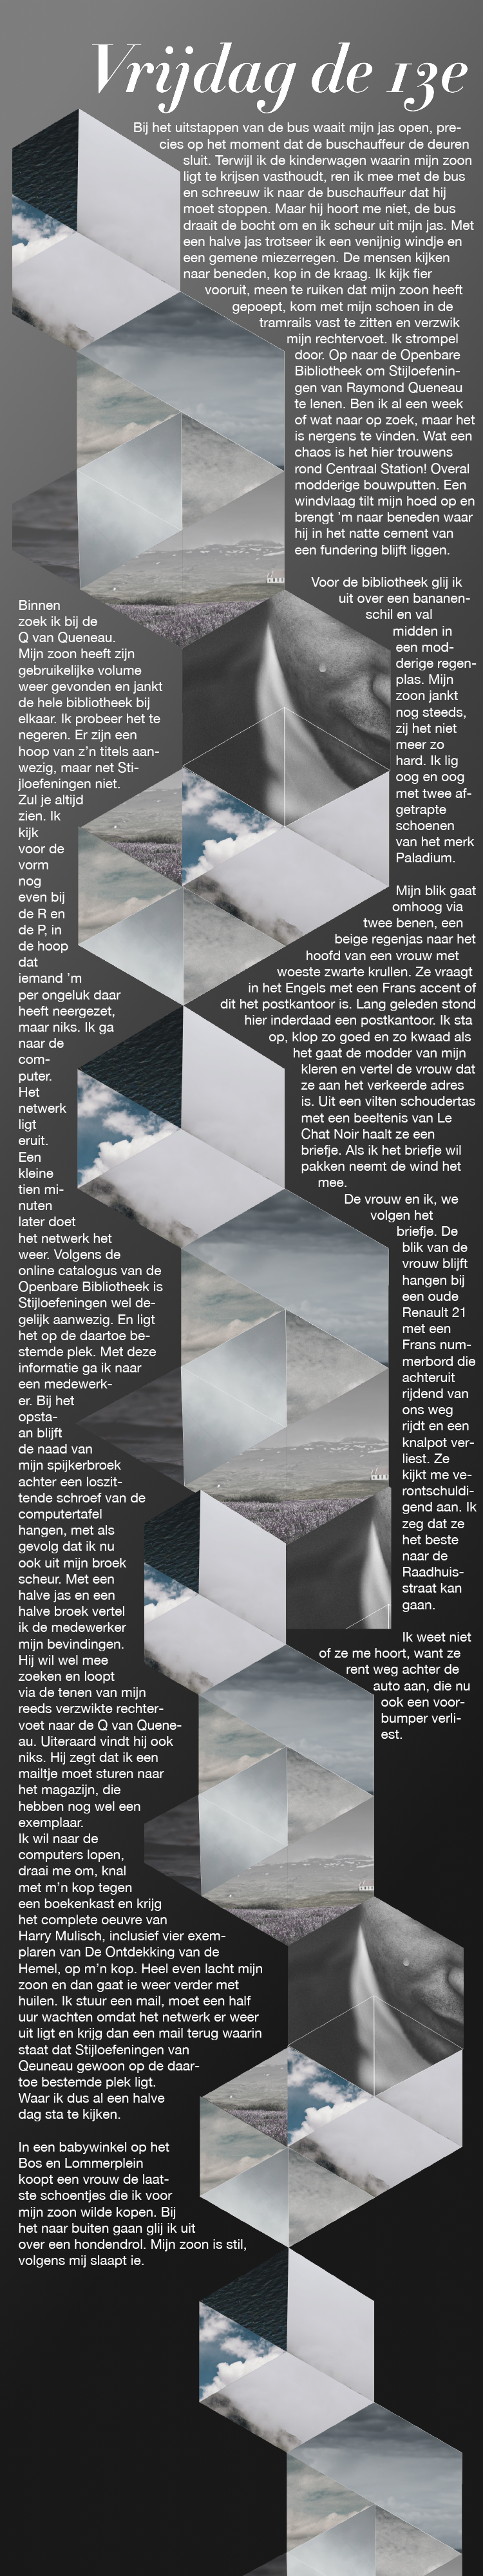 Vrijdag de 13e
Bij het uitstappen van de bus waait mijn jas open, pre-
cies op het moment dat de buschauffeur de deuren
sluit. Terwijl ik de kinderwagen waarin mijn zoon
ligt te krijsen vasthoudt, ren ik mee met de bus
en schreeuw ik naar de buschauffeur dat hij
moet stoppen. Maar hij hoort me niet, de bus
draait de bocht om en ik scheur uit mijn jas. Met
een halve jas trotseer ik een venijnig windje en
een gemene miezerregen. De mensen kijken
naar beneden, kop in de kraag. Ik kijk fier
vooruit, meen te ruiken dat mijn zoon heeft
gepoept, kom met mijn schoen in de
tramrails vast te zitten en verzwik
mijn rechtervoet. Ik strompel
door. Op naar de Openbare
Bibliotheek om Stijloefenin-
gen van Raymond Queneau
te lenen. Ben ik al een week
of wat naar op zoek, maar het
is nergens te vinden. Wat een
chaos is het hier trouwens
rond Centraal Station! Overal
modderige bouwputten. Een
windvlaag tilt mijn hoed op en
brengt ’m naar beneden waar
hij in het natte cement van
een fundering blijft liggen.
Voor de bibliotheek glij ik
uit over een bananen-
schil en val
midden in
een mod-
derige regen-
plas. Mijn
zoon jankt
nog steeds,
zij het niet
meer zo
hard. Ik lig
oog en oog
met twee af-
getrapte
schoenen
van het merk
Paladium.
Mijn blik gaat
omhoog via
twee benen, een
beige regenjas naar het
hoofd van een vrouw met
woeste zwarte krullen. Ze vraagt
in het Engels met een Frans accent of
dit het postkantoor is. Lang geleden stond
hier inderdaad een postkantoor. Ik sta
op, klop zo goed en zo kwaad als
het gaat de modder van mijn
kleren en vertel de vrouw dat
ze aan het verkeerde adres
is. Uit een vilten schoudertas
met een beeltenis van Le
Chat Noir haalt ze een
briefje. Als ik het briefje wil
pakken neemt de wind het
mee.
De vrouw en ik, we
volgen het
briefje. De
blik van de
vrouw blijft
hangen bij
een oude
Renault 21
met een
Frans num-
merbord die
achteruit
rijdend van
ons weg
rijdt en een
knalpot ver-
liest. Ze
kijkt me ve-
rontschuldi-
gend aan. Ik
zeg dat ze
het beste
naar de
Raadhuis-
straat kan
gaan.
Ik weet niet
of ze me hoort, want ze
rent weg achter de
auto aan, die nu
ook een voor-
bumper verli-
est.
Binnen
zoek ik bij de
Q van Queneau.
Mijn zoon heeft zijn
gebruikelijke volume
weer gevonden en jankt
de hele bibliotheek bij
elkaar. Ik probeer het te
negeren. Er zijn een
hoop van z’n titels aan-
wezig, maar net Sti-
jloefeningen niet.
Zul je altijd
zien. Ik
kijk
voor de
vorm
nog
even bij
de R en
de P, in
de hoop
dat
iemand ’m
per ongeluk daar
heeft neergezet,
maar niks. Ik ga
naar de
com-
puter.
Het
netwerk
ligt
eruit.
Een
kleine
tien mi-
nuten
later doet
het netwerk het
weer. Volgens de
online catalogus van de
Openbare Bibliotheek is
Stijloefeningen wel de-
gelijk aanwezig. En ligt
het op de daartoe be-
stemde plek. Met deze
informatie ga ik naar
een medewerk-
er. Bij het
opsta-
an blijft
de naad van
mijn spijkerbroek
achter een loszit-
tende schroef van de
computertafel
hangen, met als
gevolg dat ik nu
ook uit mijn broek
scheur. Met een
halve jas en een
halve broek vertel
ik de medewerker
mijn bevindingen.
Hij wil wel mee
zoeken en loopt
via de tenen van mijn
reeds verzwikte rechter-
voet naar de Q van Quene-
au. Uiteraard vindt hij ook
niks. Hij zegt dat ik een
mailtje moet sturen naar
het magazijn, die
hebben nog wel een
exemplaar.
Ik wil naar de
computers lopen,
draai me om, knal
met m’n kop tegen
een boekenkast en krijg
het complete oeuvre van
Harry Mulisch, inclusief vier exem-
plaren van De Ontdekking van de
Hemel, op m’n kop. Heel even lacht mijn
zoon en dan gaat ie weer verder met
huilen. Ik stuur een mail, moet een half
uur wachten omdat het netwerk er weer
uit ligt en krijg dan een mail terug waarin
staat dat Stijloefeningen van
Qeuneau gewoon op de daar-
toe bestemde plek ligt.
Waar ik dus al een halve
dag sta te kijken.
In een babywinkel op het
Bos en Lommerplein
koopt een vrouw de laat-
ste schoentjes die ik voor
mijn zoon wilde kopen. Bij
het naar buiten gaan glij ik uit
over een hondendrol. Mijn zoon is stil,
volgens mij slaapt ie.